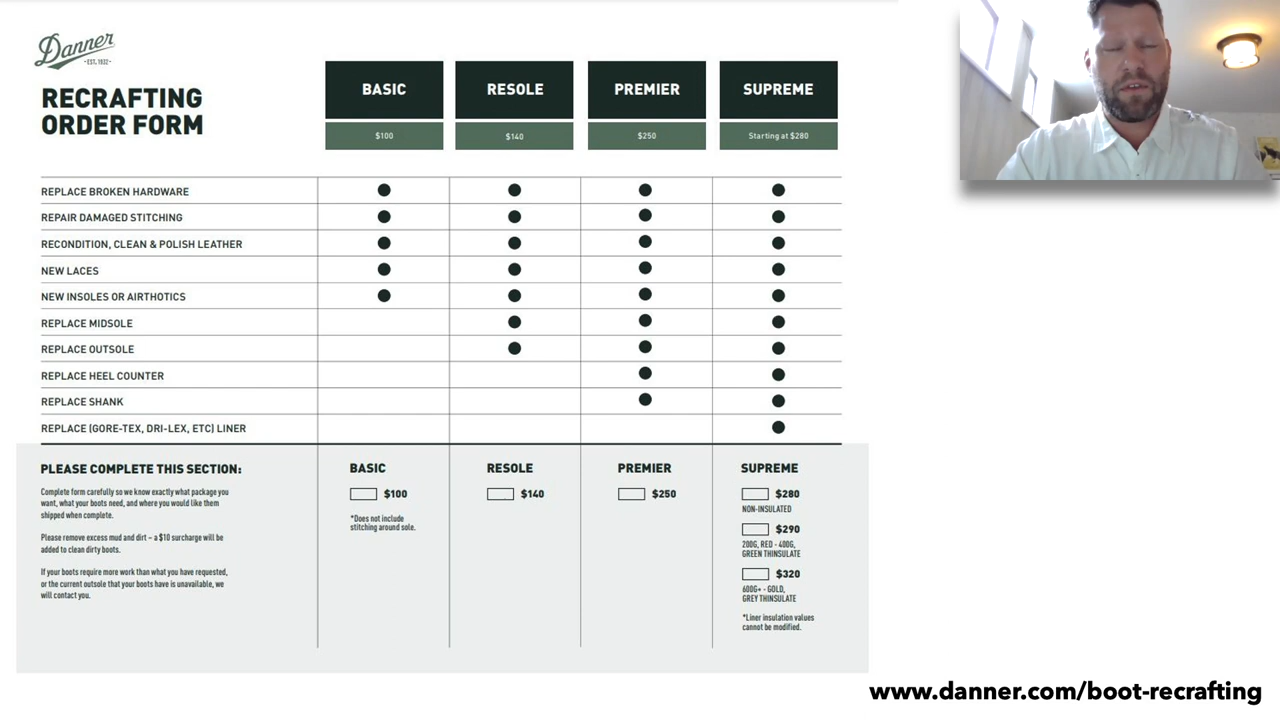 Danner
-EST. 1932-
RECRAFTING
ORDER FORM
BASIC
RESOLE
PREMIER
SUPREME
$100
$140
$250
Starting at $280
REPLACE BROKEN HARDWARE
REPAIR DAMAGED STITCHING
RECONDITION, CLEAN & POLISH LEATHER
NEW LACES
NEW INSOLES OR AIRTHOTICS
REPLACE MIDSOLE
REPLACE OUTSOLE
REPLACE HEEL COUNTER
REPLACE SHANK
REPLACE (GORE-TEX, DRI-LEX, ETC) LINER
PLEASE COMPLETE THIS SECTION:
Complete form carefully so we know exactly what package you
want, what your boots need, and where you would like them
shipped when complete.
Please remove excess mud and dirt – a $10 surcharge will be
added to clean dirty boots.
If your boots require more work than what you have requested,
or the current outsole that your boots have is unavailable, we
will contact you.
BASIC
$100
*Does not include
stitching around sole.
RESOLE
$140
PREMIER
$250
SUPREME
$280
NON-INSULATED
$290
200G, RED - 400G,
GREEN THINSULATE
$320
600G+ - GOLD,
GREY THINSULATE
*Liner insulation values
cannot be modified.
www.danner.com/boot-recrafting